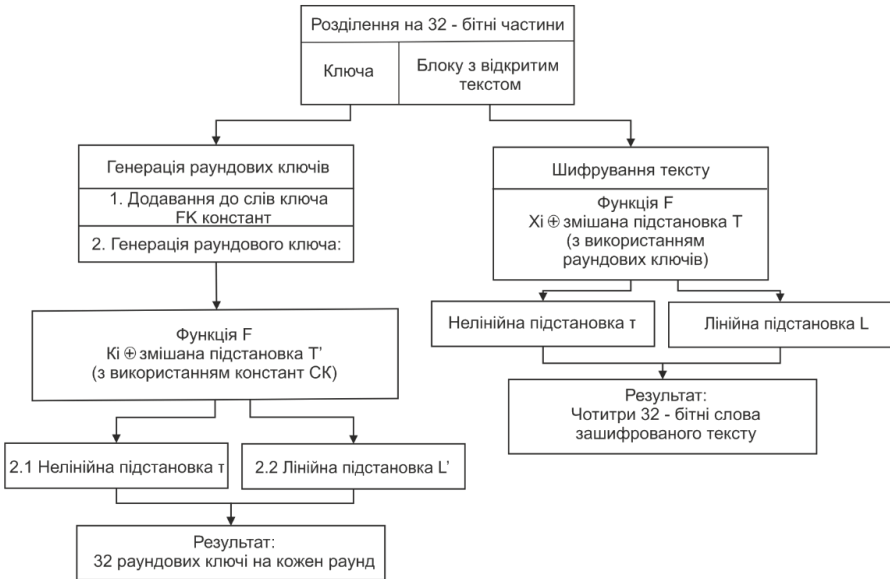 Розділення на 32 - бітні частини
Ключа
Блоку з відкритим
текстом
Генерація раундових ключів
1. Додавання до слів ключа
FK констант
2. Генерація раундового ключа:
Функція F
Кі ⊕ змішана підстановка T’
(з використанням констант СК)
2.1 Нелінійна підстановка τ
2.2 Лінійна підстановка L’
Результат:
32 раундових ключі на кожен раунд
Шифрування тексту
Функція F
Хі ⊕ змішана підстановка Т
(з використанням
раундових ключів)
Нелінійна підстановка τ
Лінійна підстановка L
Результат:
Чотитри 32 - бітні слова
зашифрованого тексту